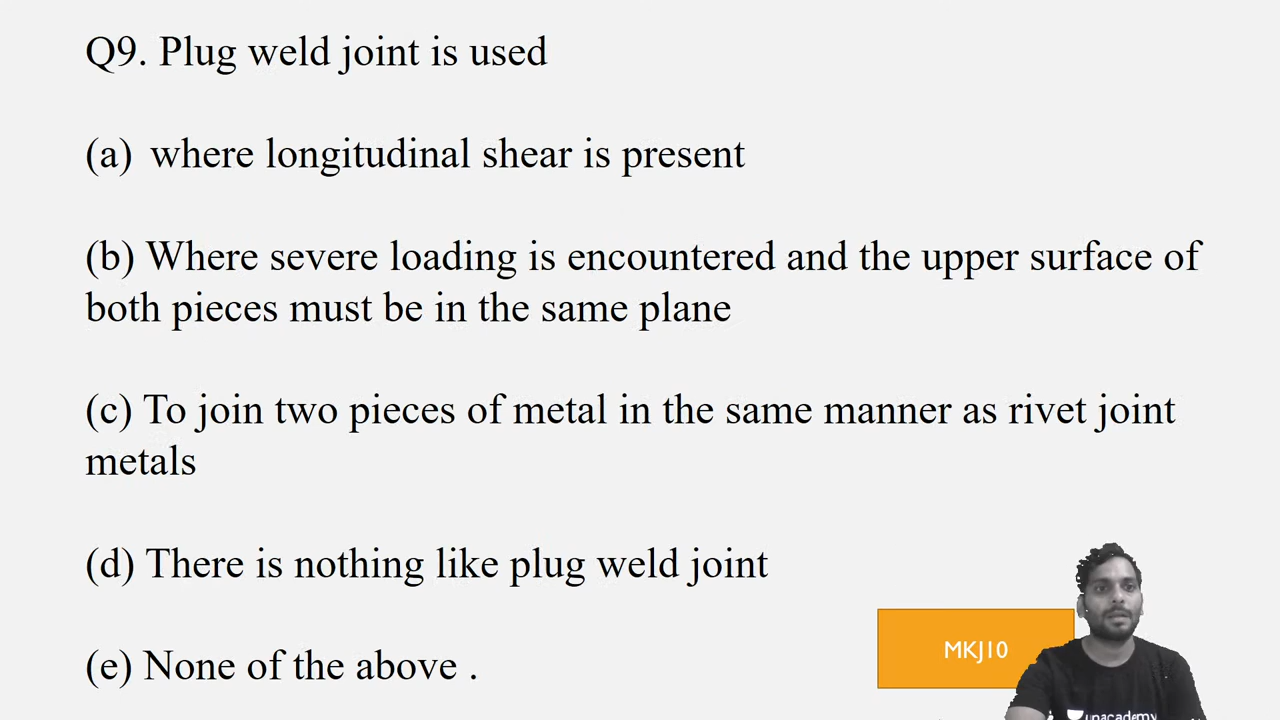 Q9. Plug weld joint is used
(a) where longitudinal shear is present
(b) Where severe loading is encountered and the upper surface of
both pieces must be in the same plane
(c) To join two pieces of metal in the same manner as rivet joint
metals
(d) There is nothing like plug weld joint
(e) None of the above .
MKJ10
unacademy